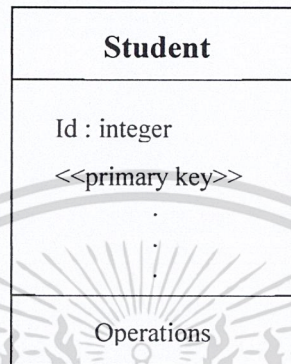 Student
Id : integer
<<primary key>>
.
.
.
Operations